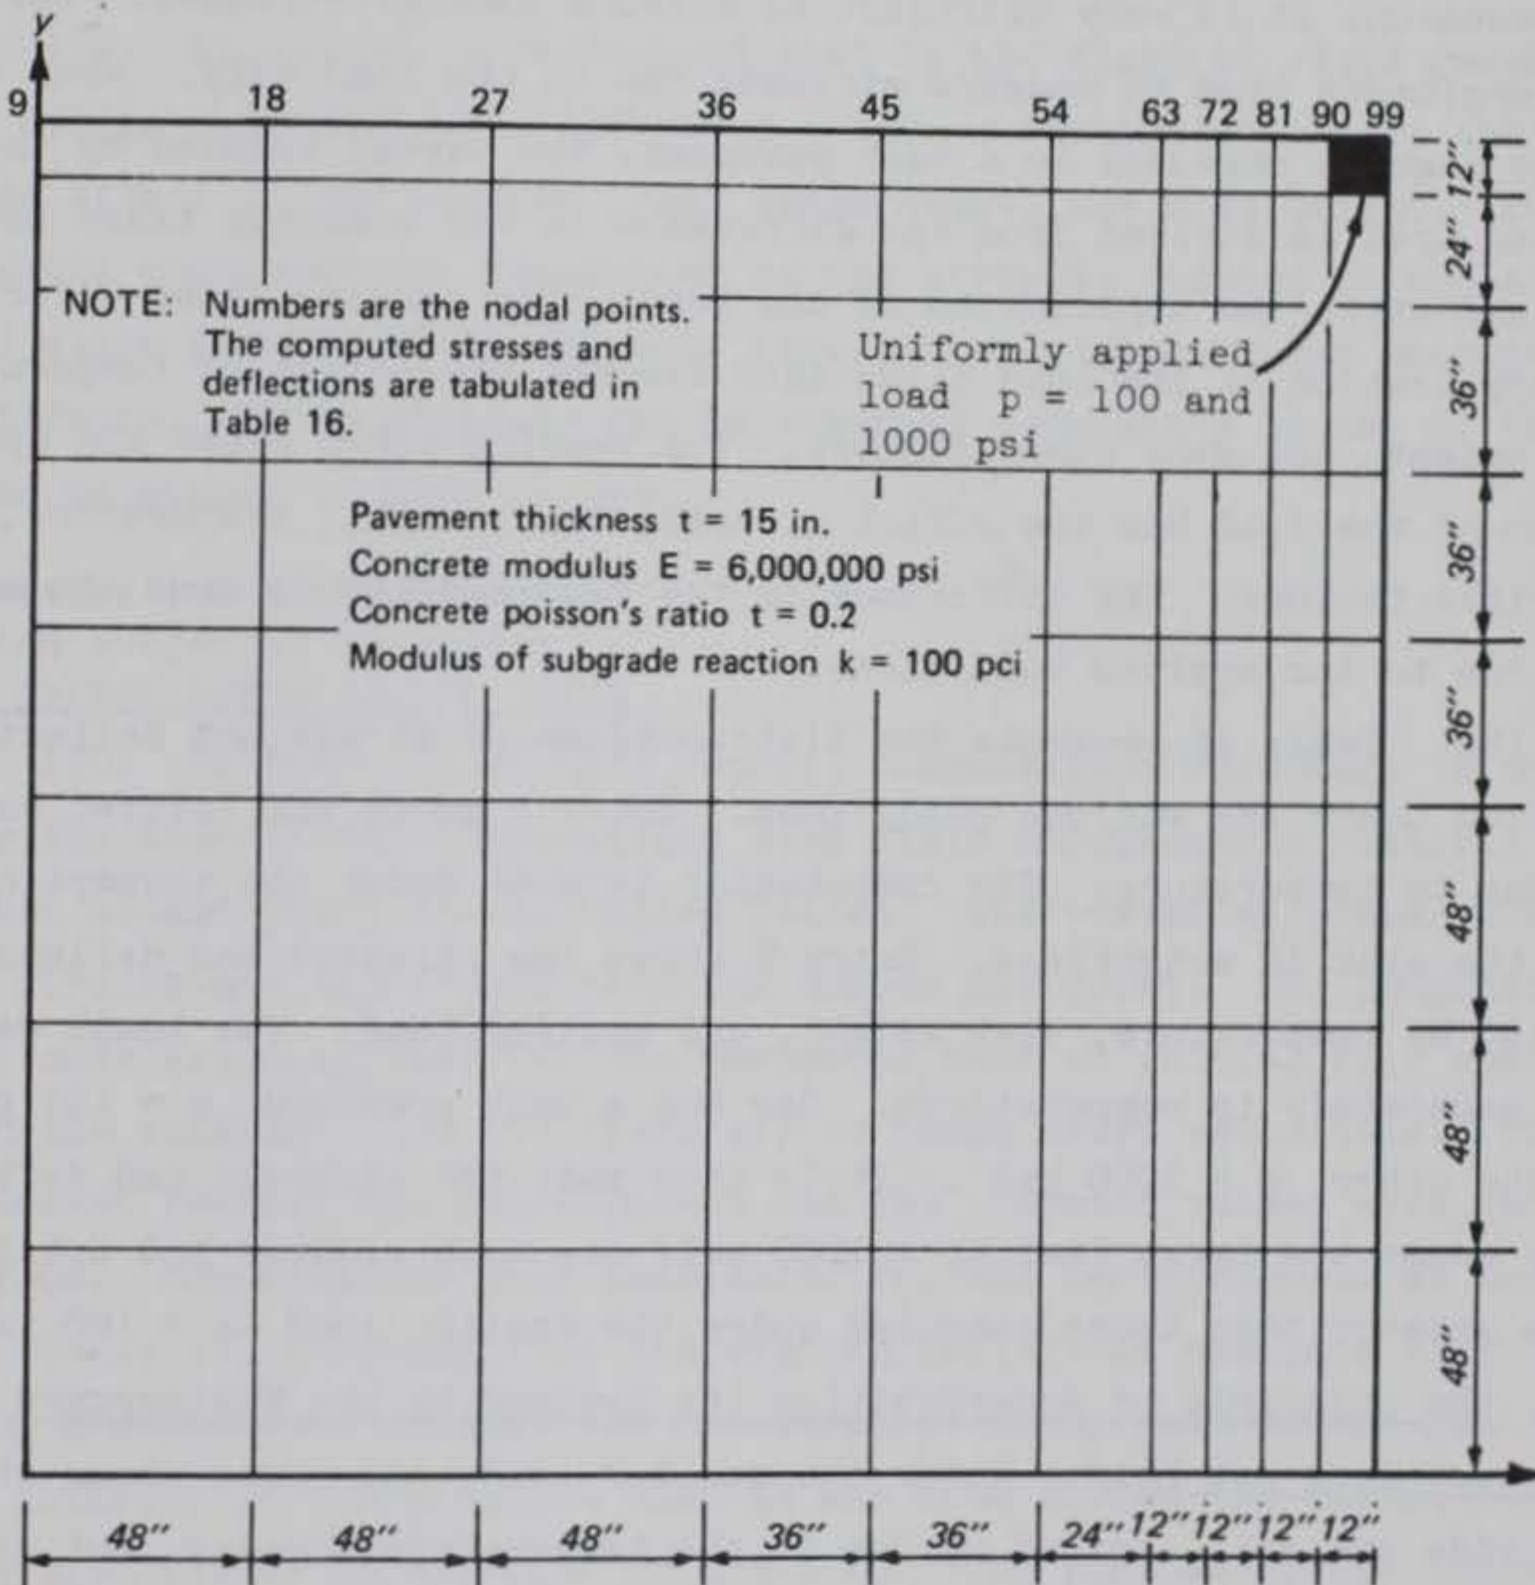 y
9 18 27 36 45 54 63 72 81 90 99
12″
24″
NOTE: Numbers are the nodal points.
The computed stresses and
deflections are tabulated in
Table 16.
Uniformly applied
load p = 100 and
1000 psi
36″
Pavement thickness t = 15 in.
Concrete modulus E = 6,000,000 psi
Concrete poisson's ratio t = 0.2
Modulus of subgrade reaction k = 100 pci
36″
36″
48″
48″
48″
48″ 48″ 48″ 36″ 36″ 24″ 12″ 12″ 12″ 12″